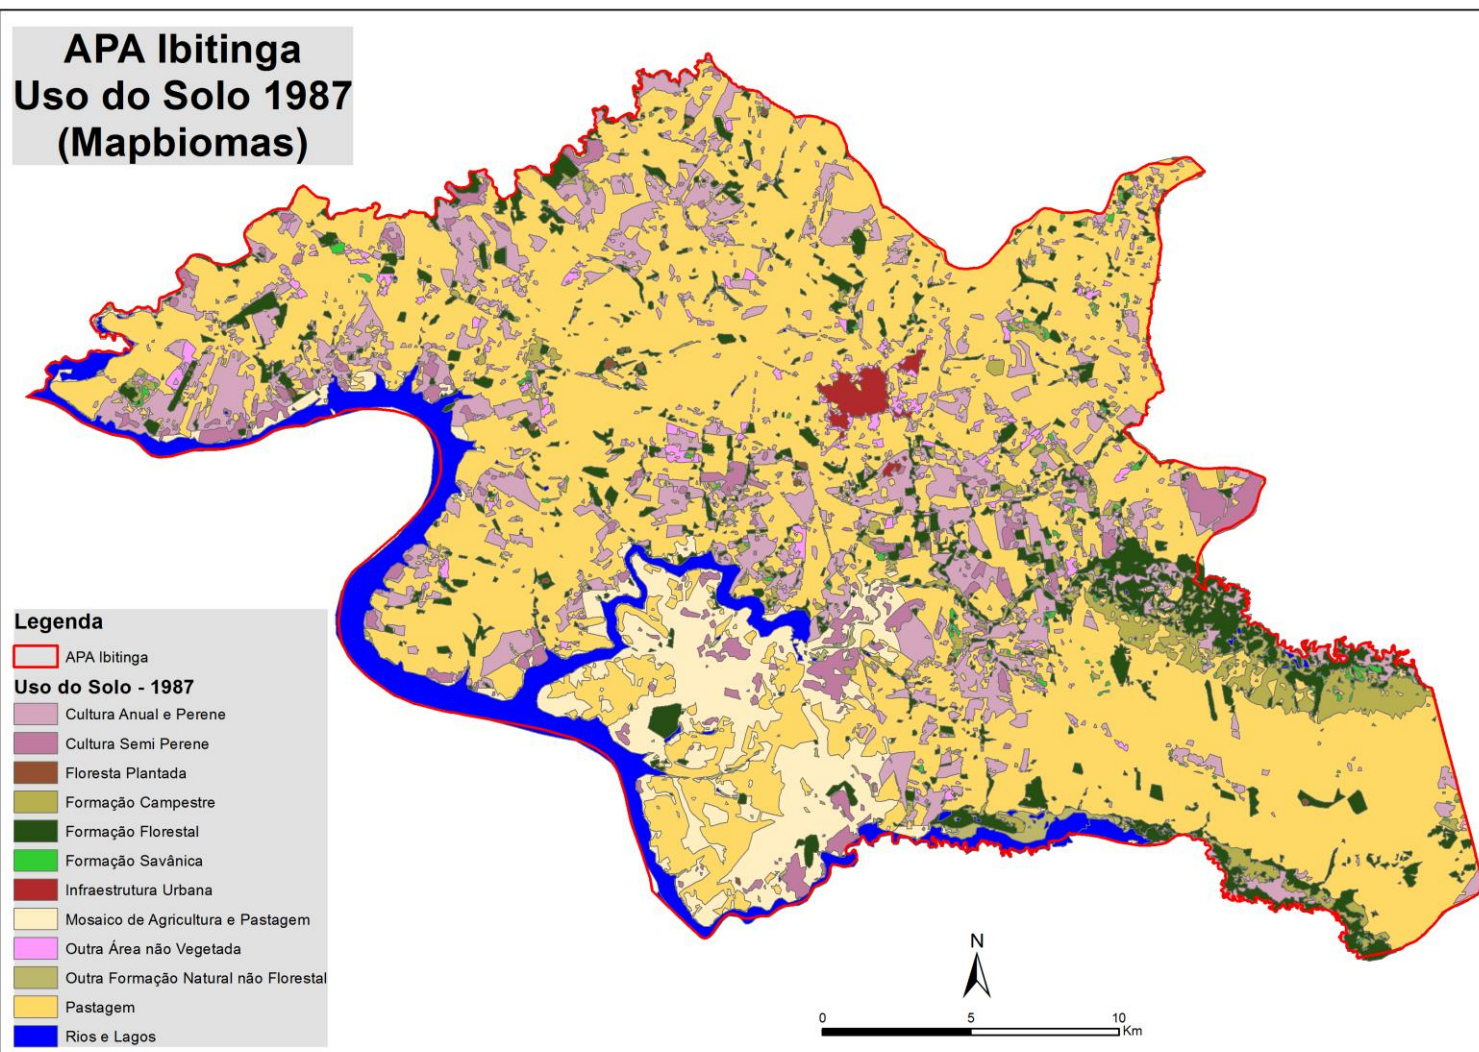 APA Ibitinga
Uso do Solo 1987
(Mapbiomas)
Legenda
APA Ibitinga
Uso do Solo - 1987
Cultura Anual e Perene
Cultura Semi Perene
Floresta Plantada
Formação Campestre
Formação Florestal
Formação Savânica
Infraestrutura Urbana
Mosaico de Agricultura e Pastagem
Outra Área não Vegetada
Outra Formação Natural não Florestal
Pastagem
Rios e Lagos
N
0 5 10
Km